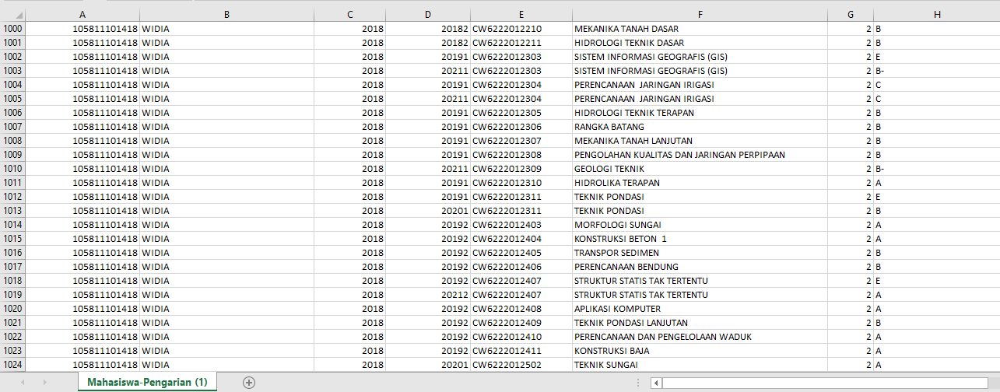 A B C D E F G H
1000 105811101418 WIDIA 2018 20182 CW6222012210 MEKANIKA TANAH DASAR 2 B
1001 105811101418 WIDIA 2018 20182 CW6222012211 HIDROLOGI TEKNIK DASAR 2 B
1002 105811101418 WIDIA 2018 20191 CW6222012303 SISTEM INFORMASI GEOGRAFIS (GIS) 2 E
1003 105811101418 WIDIA 2018 20211 CW6222012303 SISTEM INFORMASI GEOGRAFIS (GIS) 2 B-
1004 105811101418 WIDIA 2018 20191 CW6222012304 PERENCANAAN  JARINGAN IRIGASI 2 C
1005 105811101418 WIDIA 2018 20211 CW6222012304 PERENCANAAN  JARINGAN IRIGASI 2 C
1006 105811101418 WIDIA 2018 20191 CW6222012305 HIDROLOGI TEKNIK TERAPAN 2 B
1007 105811101418 WIDIA 2018 20191 CW6222012306 RANGKA BATANG 2 B
1008 105811101418 WIDIA 2018 20191 CW6222012307 MEKANIKA TANAH LANJUTAN 2 B
1009 105811101418 WIDIA 2018 20191 CW6222012308 PENGOLAHAN KUALITAS DAN JARINGAN PERPIPAAN 2 B
1010 105811101418 WIDIA 2018 20211 CW6222012309 GEOLOGI TEKNIK 2 B-
1011 105811101418 WIDIA 2018 20191 CW6222012310 HIDROLIKA TERAPAN 2 A
1012 105811101418 WIDIA 2018 20191 CW6222012311 TEKNIK PONDASI 2 E
1013 105811101418 WIDIA 2018 20201 CW6222012311 TEKNIK PONDASI 2 B
1014 105811101418 WIDIA 2018 20192 CW6222012403 MORFOLOGI SUNGAI 2 A
1015 105811101418 WIDIA 2018 20192 CW6222012404 KONSTRUKSI BETON  1 2 A
1016 105811101418 WIDIA 2018 20192 CW6222012405 TRANSPOR SEDIMEN 2 B
1017 105811101418 WIDIA 2018 20192 CW6222012406 PERENCANAAN BENDUNG 2 B
1018 105811101418 WIDIA 2018 20192 CW6222012407 STRUKTUR STATIS TAK TERTENTU 2 E
1019 105811101418 WIDIA 2018 20212 CW6222012407 STRUKTUR STATIS TAK TERTENTU 2 A
1020 105811101418 WIDIA 2018 20192 CW6222012408 APLIKASI KOMPUTER 2 A
1021 105811101418 WIDIA 2018 20192 CW6222012409 TEKNIK PONDASI LANJUTAN 2 B
1022 105811101418 WIDIA 2018 20192 CW6222012410 PERENCANAAN DAN PENGELOLAAN WADUK 2 A
1023 105811101418 WIDIA 2018 20192 CW6222012411 KONSTRUKSI BAJA 2 A
1024 105811101418 WIDIA 2018 20201 CW6222012502 TEKNIK SUNGAI 2 A
Mahasiswa-Pengarian (1)